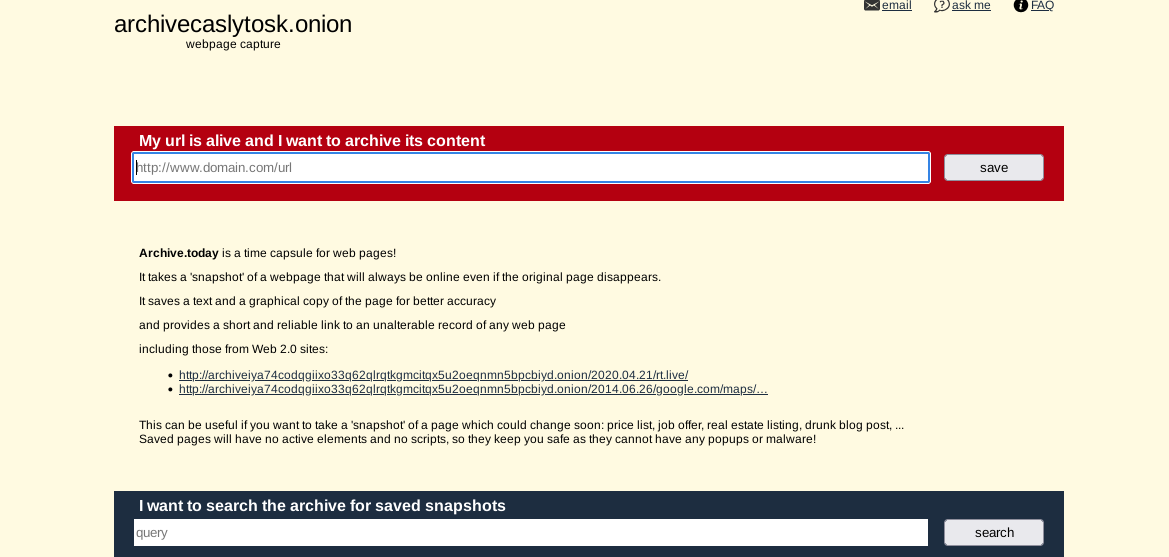 email ask me FAQ
archivecaslytosk.onion
webpage capture
My url is alive and I want to archive its content
http://www.domain.com/url
save
Archive.today is a time capsule for web pages!
It takes a 'snapshot' of a webpage that will always be online even if the original page disappears.
It saves a text and a graphical copy of the page for better accuracy
and provides a short and reliable link to an unalterable record of any web page
including those from Web 2.0 sites:
http://archiveiya74codqgiixo33q62qlrqtkgmcitqx5u2oeqnmn5bpcbiyd.onion/2020.04.21/rt.live/
http://archiveiya74codqgiixo33q62qlrqtkgmcitqx5u2oeqnmn5bpcbiyd.onion/2014.06.26/google.com/maps/…
This can be useful if you want to take a 'snapshot' of a page which could change soon: price list, job offer, real estate listing, drunk blog post, ...
Saved pages will have no active elements and no scripts, so they keep you safe as they cannot have any popups or malware!
I want to search the archive for saved snapshots
query
search